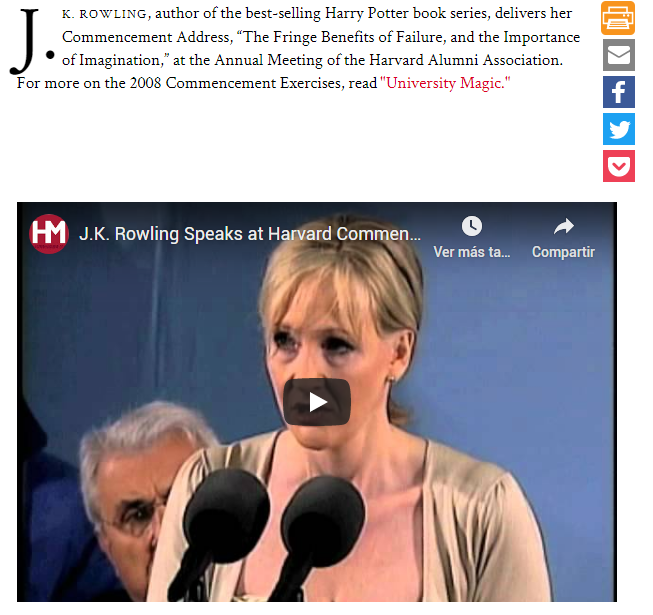 J. K. ROWLING, author of the best-selling Harry Potter book series, delivers her
Commencement Address, “The Fringe Benefits of Failure, and the Importance
of Imagination,” at the Annual Meeting of the Harvard Alumni Association.
For more on the 2008 Commencement Exercises, read "University Magic."
HM J.K. Rowling Speaks at Harvard Commen...
Ver más ta... Compartir